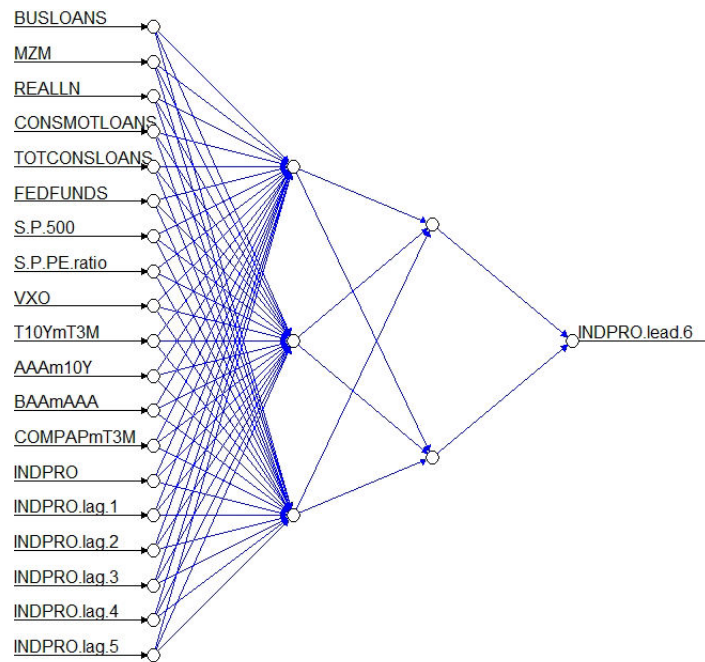 BUSLOANS
MZM
REALLN
CONSMOTLOANS
TOTCONSLOANS
FEDFUNDS
S.P.500
S.P.PE.ratio
VXO
T10YmT3M
AAAm10Y
BAAmAAA
COMPAPmT3M
INDPRO
INDPRO.lag.1
INDPRO.lag.2
INDPRO.lag.3
INDPRO.lag.4
INDPRO.lag.5
INDPRO.lead.6